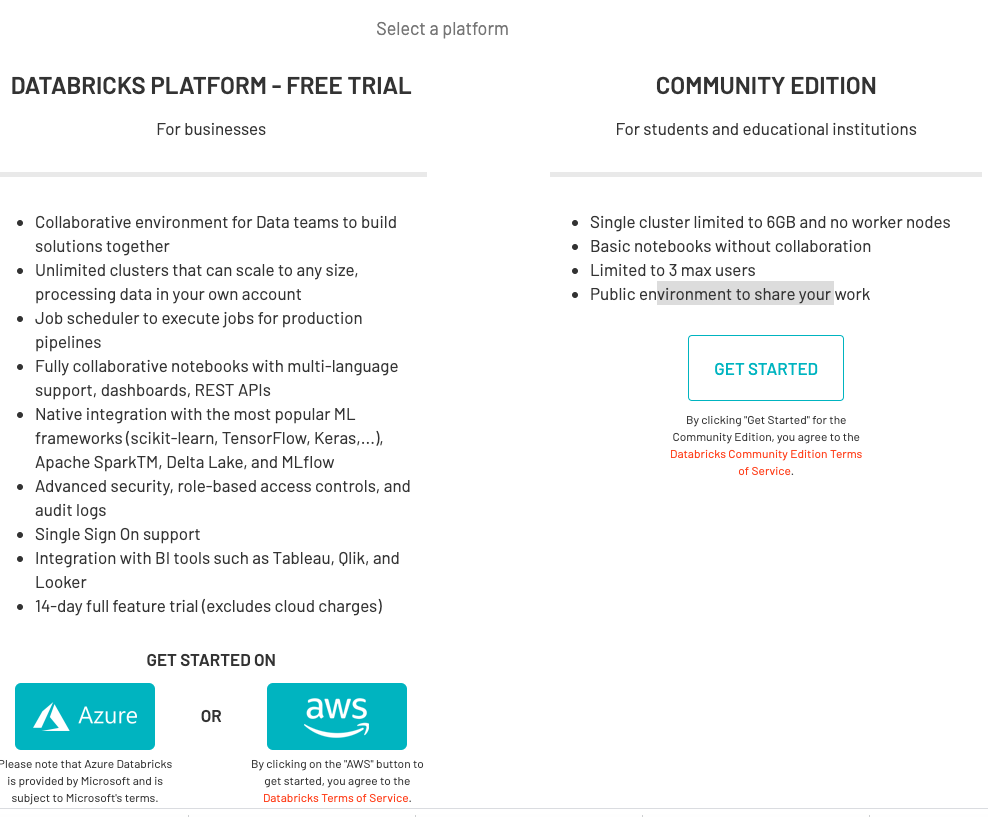 Select a platform
DATABRICKS PLATFORM - FREE TRIAL
For businesses
Collaborative environment for Data teams to build
solutions together
Unlimited clusters that can scale to any size,
processing data in your own account
Job scheduler to execute jobs for production
pipelines
Fully collaborative notebooks with multi-language
support, dashboards, REST APIs
Native integration with the most popular ML
frameworks (scikit-learn, TensorFlow, Keras,...),
Apache SparkTM, Delta Lake, and MLflow
Advanced security, role-based access controls, and
audit logs
Single Sign On support
Integration with BI tools such as Tableau, Qlik, and
Looker
14-day full feature trial (excludes cloud charges)
GET STARTED ON
Azure
OR
aws
Please note that Azure Databricks
is provided by Microsoft and is
subject to Microsoft's terms.
By clicking on the "AWS" button to
get started, you agree to the
Databricks Terms of Service.
COMMUNITY EDITION
For students and educational institutions
Single cluster limited to 6GB and no worker nodes
Basic notebooks without collaboration
Limited to 3 max users
Public environment to share your work
GET STARTED
By clicking "Get Started" for the
Community Edition, you agree to the
Databricks Community Edition Terms
of Service.